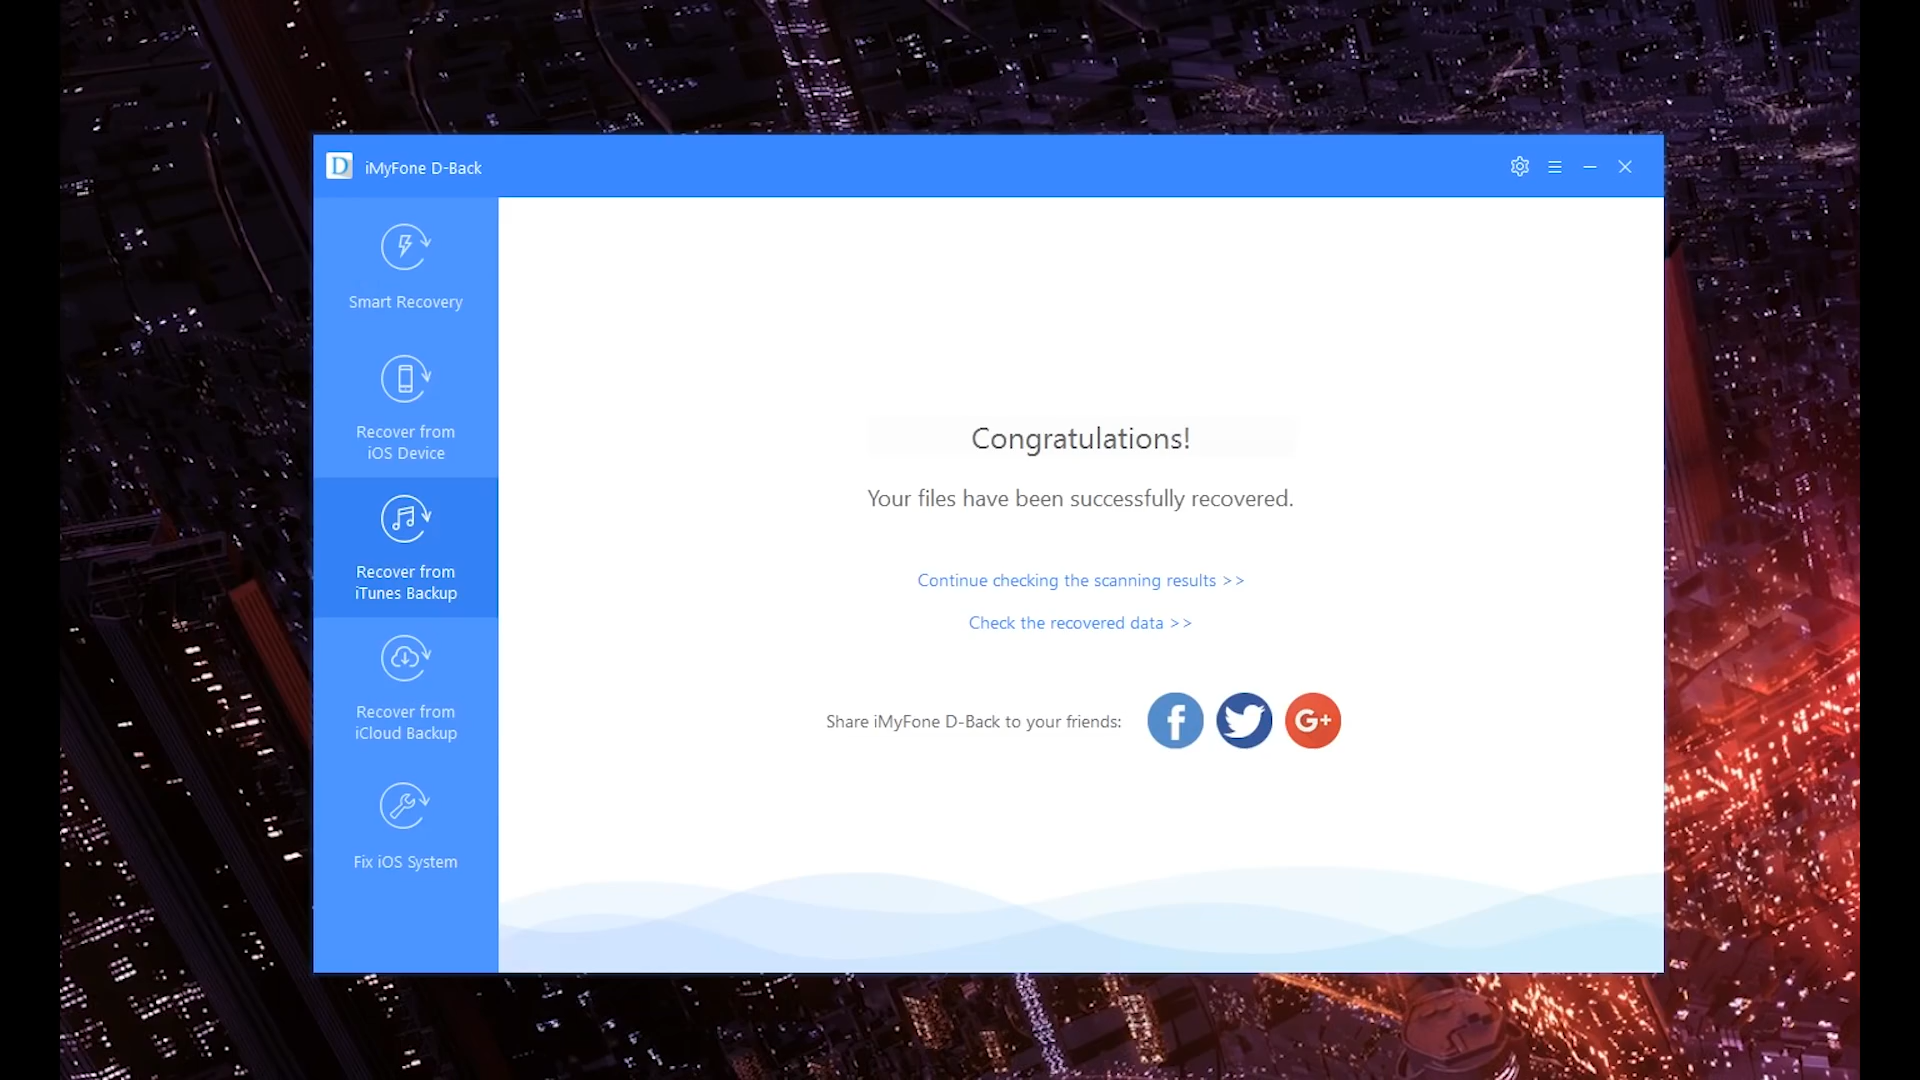 D iMyFone D-Back
Smart Recovery
Recover from
iOS Device
Recover from
iTunes Backup
Recover from
iCloud Backup
Fix iOS System
Congratulations!
Your files have been successfully recovered.
Continue checking the scanning results >>
Check the recovered data >>
Share iMyFone D-Back to your friends: f G+